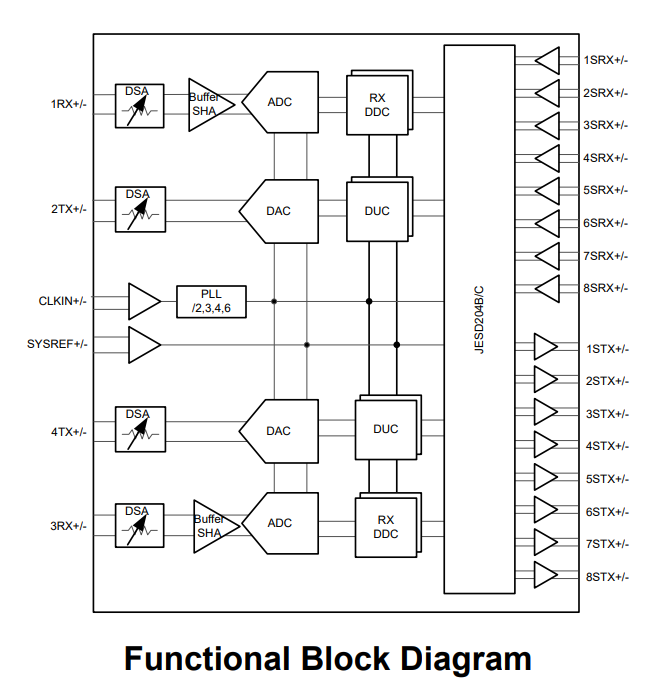 1RX+/-
DSA
Buffer
SHA
ADC
RX
DDC
2TX+/-
DSA
DAC
DUC
CLKIN+/-
PLL
/2,3,4,6
SYSREF+/-
4TX+/-
DSA
DAC
DUC
3RX+/-
DSA
Buffer
SHA
ADC
RX
DDC
JESD204B/C
1SRX+/-
2SRX+/-
3SRX+/-
4SRX+/-
5SRX+/-
6SRX+/-
7SRX+/-
8SRX+/-
1STX+/-
2STX+/-
3STX+/-
4STX+/-
5STX+/-
6STX+/-
7STX+/-
8STX+/-
Functional Block Diagram